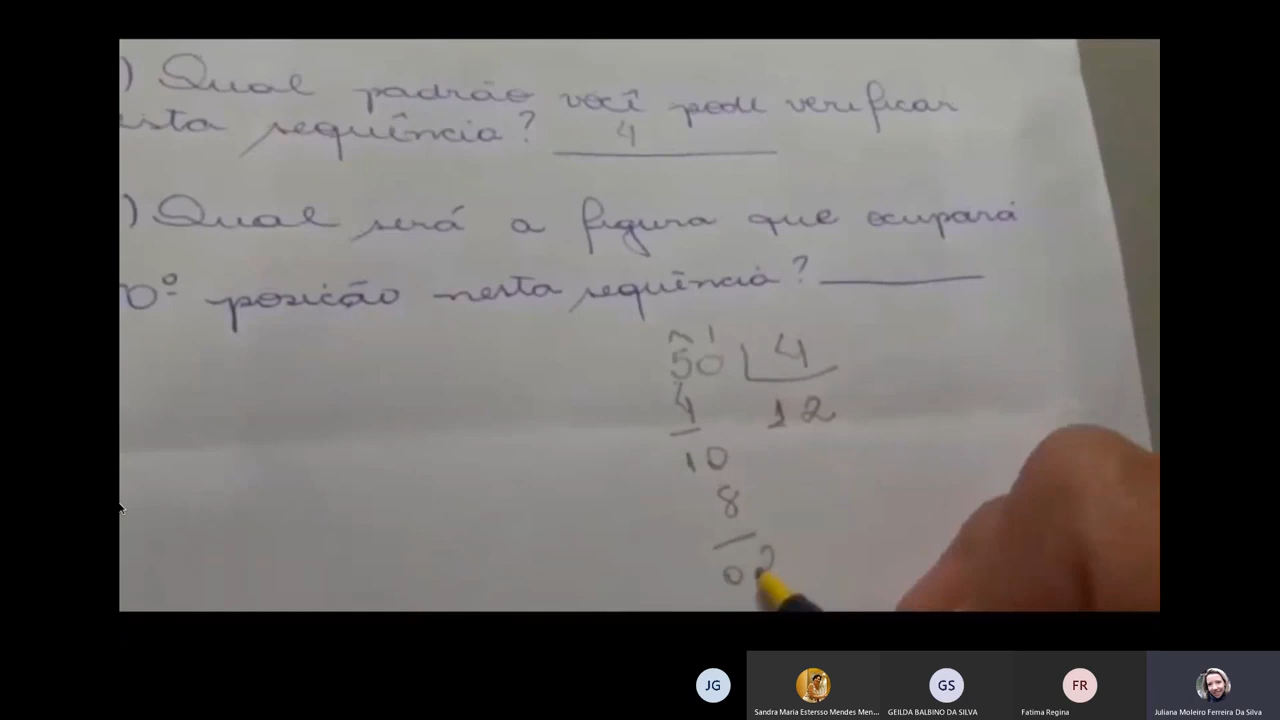 ) Qual padrão você pode verificar
esta sequência? 4
) Qual será a figura que ocupará
0º posição nesta sequência?
50 4
4 12
10
8
02
JG GS FR
Sandra Maria Estersso Mendes Men... GEILDA BALBINO DA SILVA Fatima Regina Juliana Moleiro Ferreira Da Silva